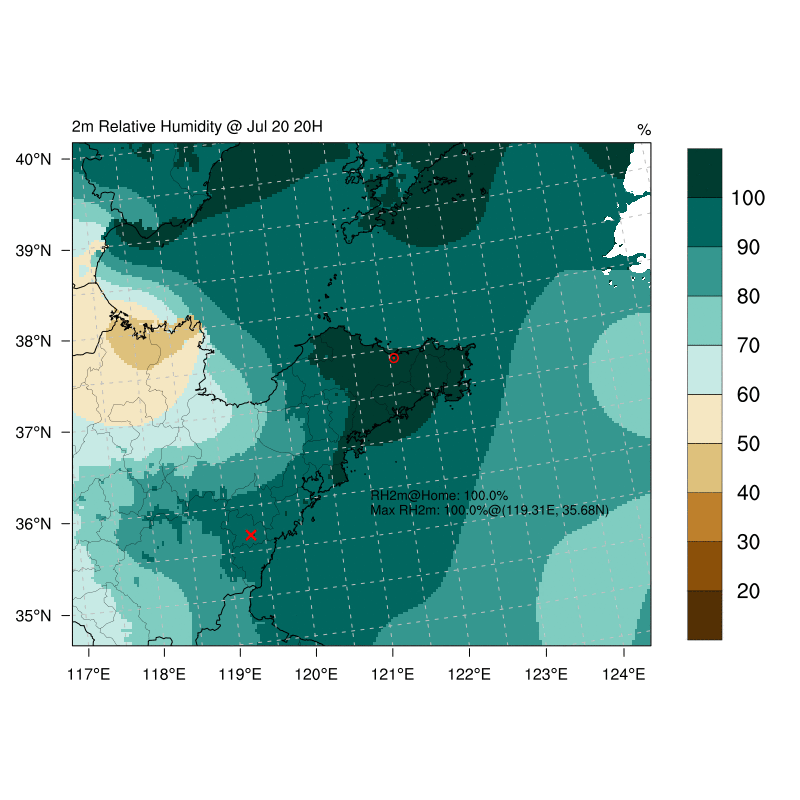 2m Relative Humidity @ Jul 20 20H
%
40°N
39°N
38°N
37°N
36°N
35°N
117°E
118°E
119°E
120°E
121°E
122°E
123°E
124°E
RH2m@Home: 100.0%
Max RH2m: 100.0%@(119.31E, 35.68N)
100
90
80
70
60
50
40
30
20